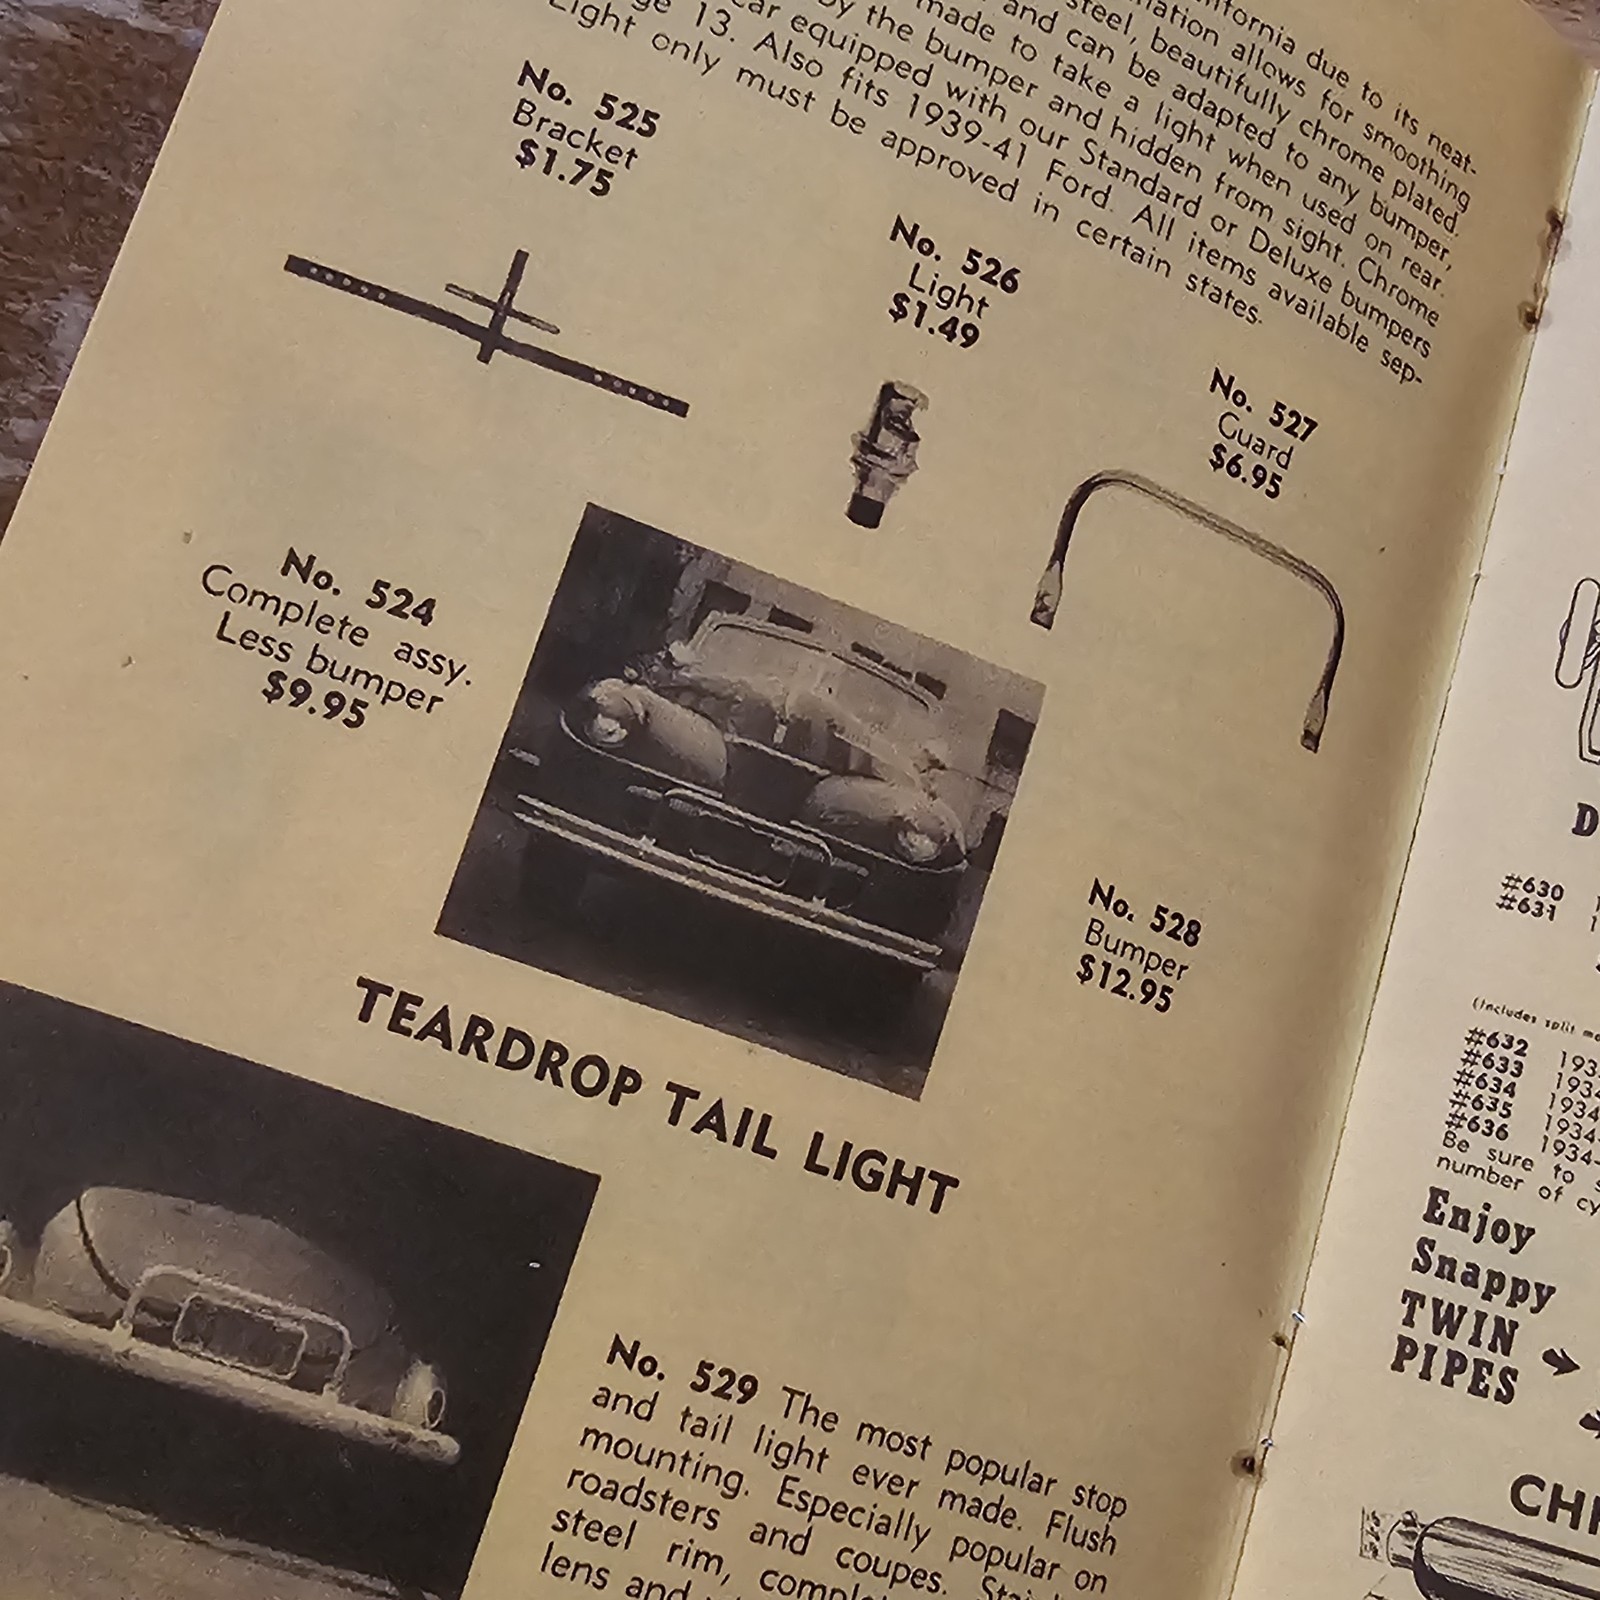 California due to its neat-
allows for smoothing
steel, beautifully chrome plated.
and can be adapted to any bumper,
made to take a light when used on rear.
by the bumper and hidden from sight. Chrome
car equipped with our Standard or Deluxe bumpers
13. Also fits 1939-41 Ford. All items available sep-
Light only must be approved in certain states.
No. 525
Bracket
$1.75
No. 526
Light
$1.49
No. 527
Guard
$6.95
No. 524
Complete assy.
Less bumper
$9.95
No. 528
Bumper
$12.95
TEARDROP TAIL LIGHT
No. 529 The most popular stop
and tail light ever made. Flush
mounting. Especially popular on
roadsters and coupes.
steel rim,
lens and
#630
#631
(Includes split
#632
#633
#634 1934
#635 1934-
#636 1934-
Be sure to
number of
Enjoy
Snappy
TWIN
PIPES